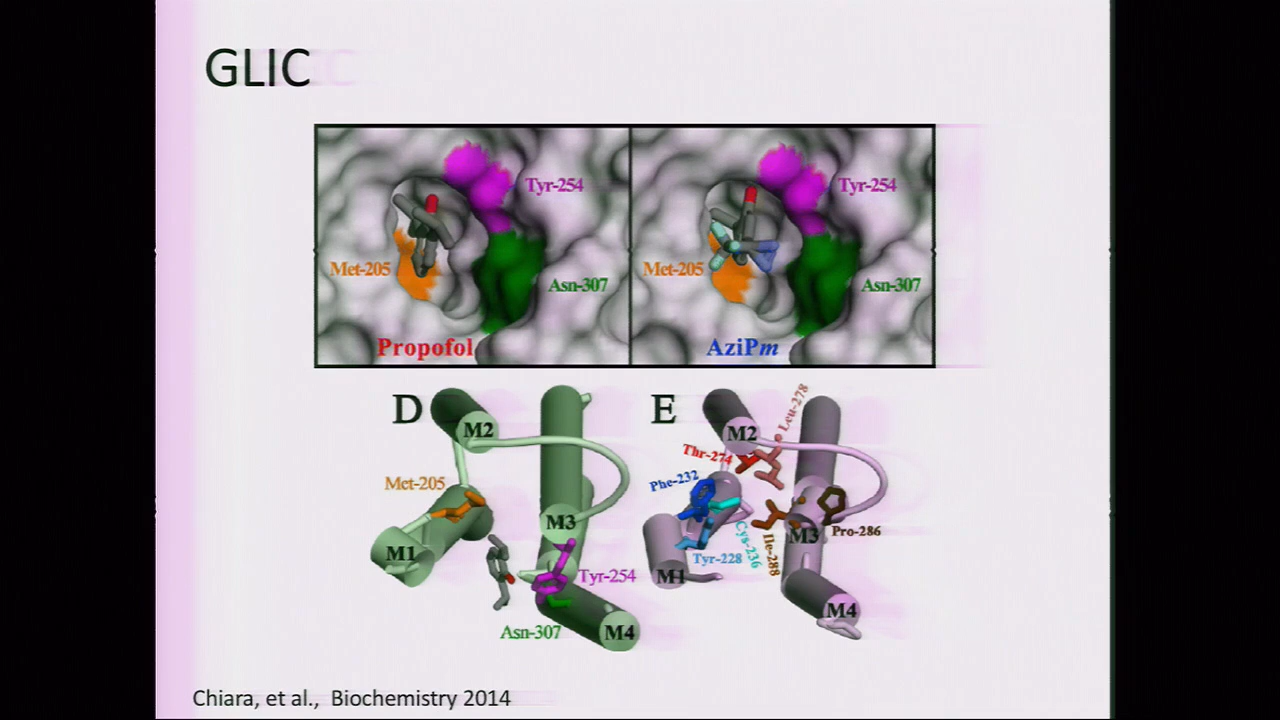 GLIC
Tyr-254
Met-205
Asn-307
Propofol
Tyr-254
Met-205
Asn-307
AziPm
D
M2
Met-205
M1
M3
Tyr-254
Asn-307
M4
E
M2
Leu-278
Thr-274
Phe-232
Cys-236
Ile-288
M3
Pro-286
Tyr-228
M1
M4
Chiara, et al., Biochemistry 2014